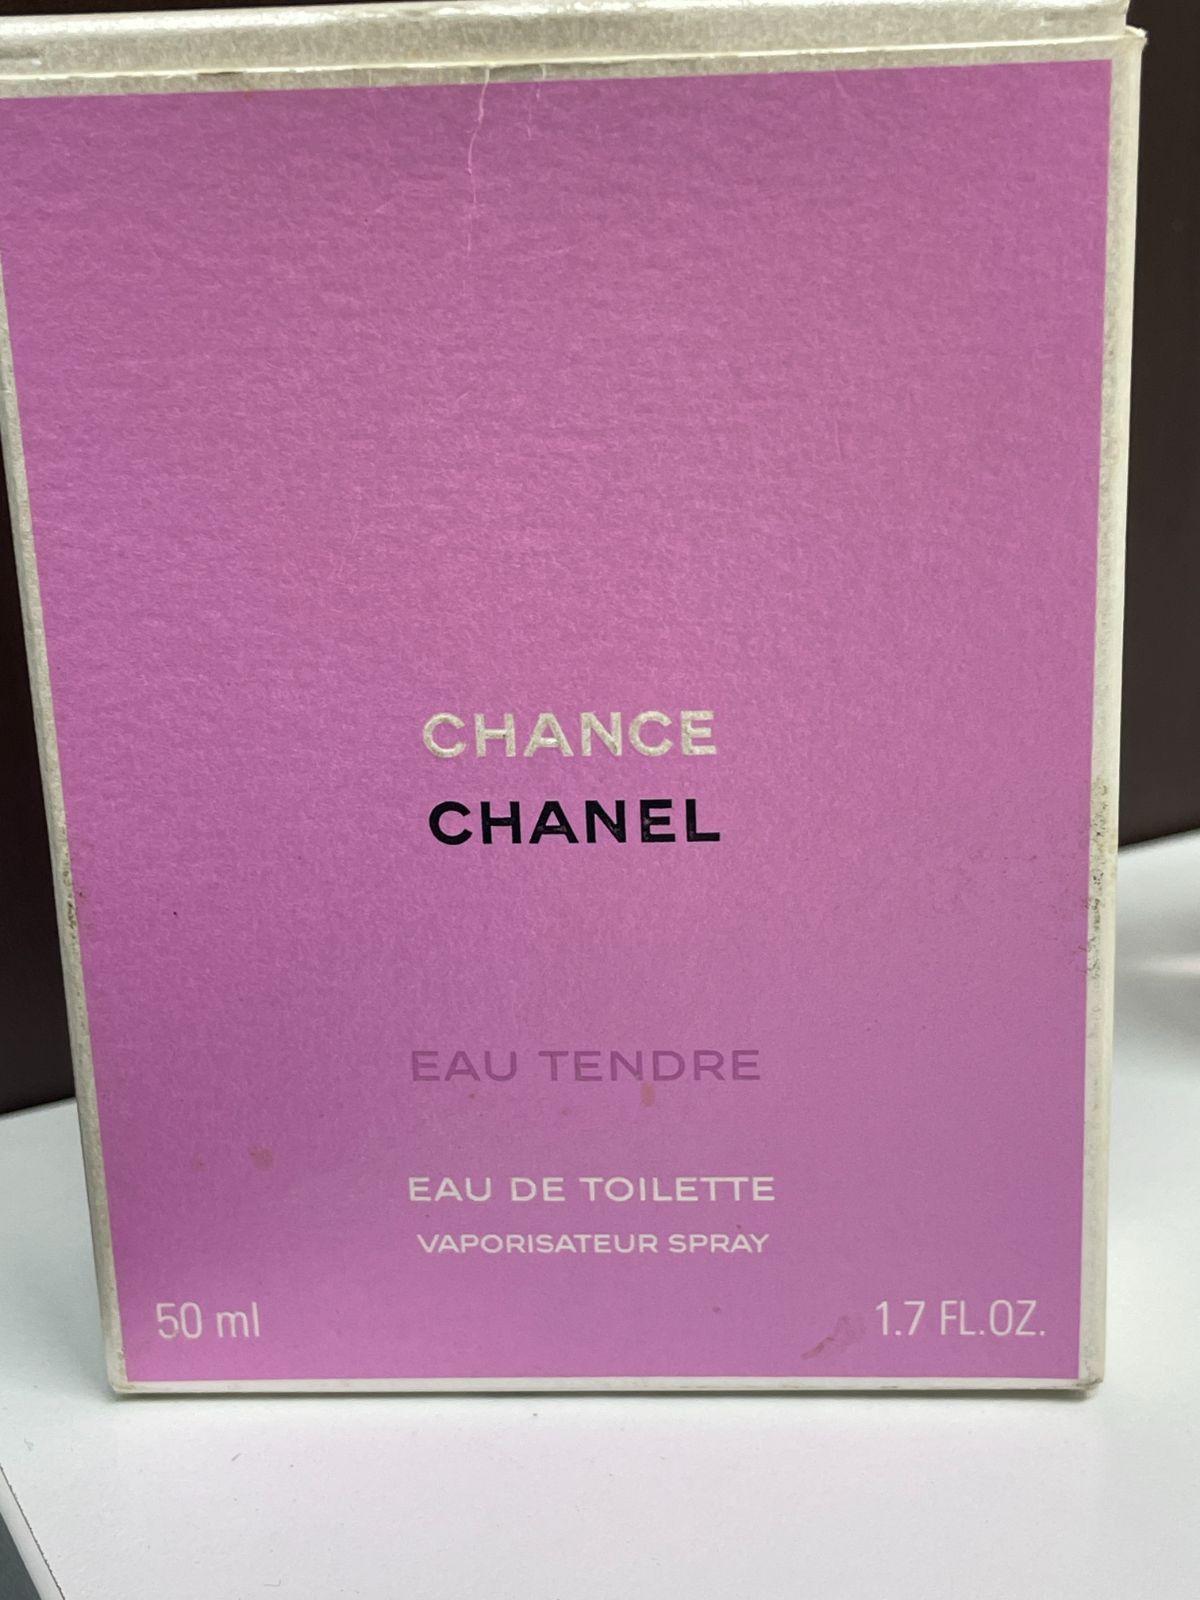 CHANCE
CHANEL
EAU TENDRE
EAU DE TOILETTE
VAPORISATEUR SPRAY
50 ml 1.7 FL.OZ.